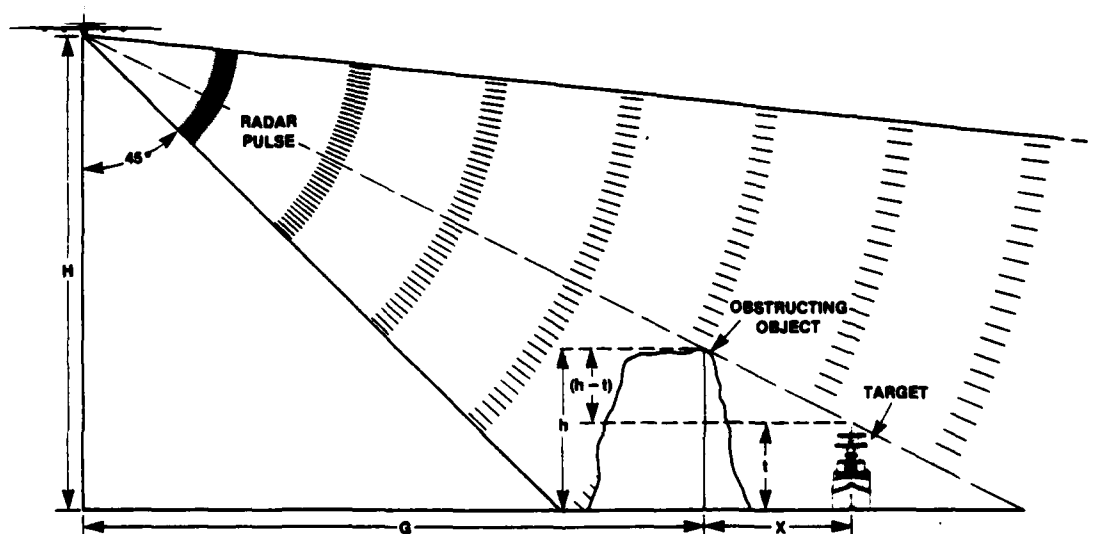 RADAR
PULSE
45°
H
OBSTRUCTING
OBJECT
(h - t)
h
TARGET
t
G
X